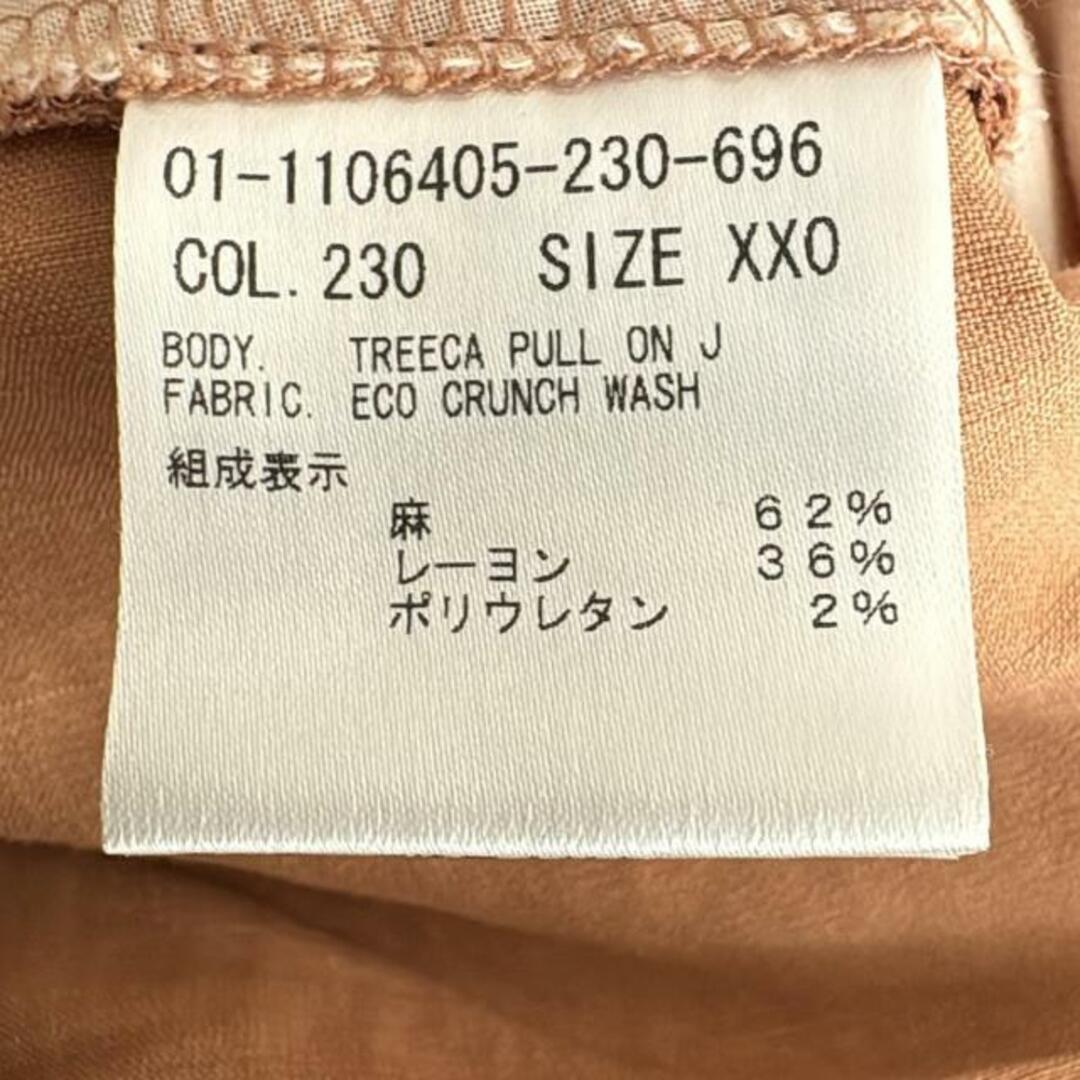 01-1106405-230-696
COL. 230 SIZE XXO
BODY. TREECA PULL ON J
FABRIC. ECO CRUNCH WASH
組成表示
麻 62%
レーヨン 36%
ポリウレタン 2%